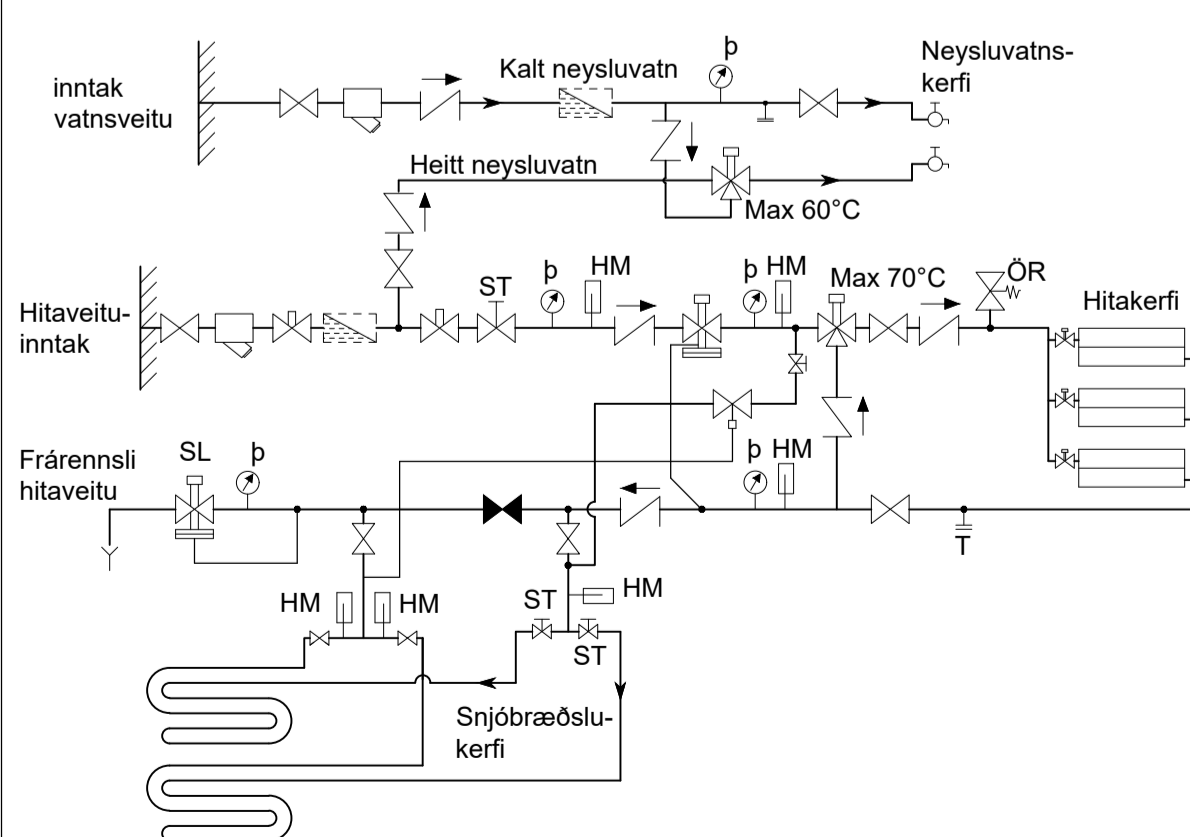 inntak
vatnsveitu
Kalt neysluvatn
þ
Neysluvatns-
kerfi
Heitt neysluvatn
Max 60°C
Hitaveitu-
inntak
ST
þ
HM
þ
HM
Max 70°C
ÖR
Hitakerfi
Frárennsli
hitaveitu
SL
þ
þ
HM
T
HM
HM
ST
HM
ST
Snjóbræðslu-
kerfi